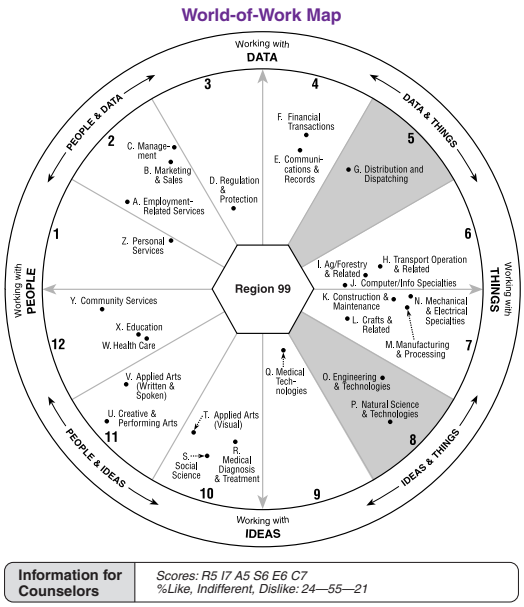 World-of-Work Map
Working with
DATA
PEOPLE & DATA
DATA & THINGS
3
4
2
5
F. Financial
Transactions
C. Manage-
ment
B. Marketing
& Sales
E. Communi-
cations &
Records
G. Distribution and
Dispatching
D. Regulation
&
Protection
A. Employment-
Related Services
1
6
Z. Personal
Services
H. Transport Operation
& Related
I. Ag/Forestry
& Related
J. Computer/Info Specialties
Working with
PEOPLE
Region 99
Working with
THINGS
Y. Community Services
K. Construction &
Maintenance
N. Mechanical
& Electrical
Specialties
L. Crafts &
Related
X. Education
W. Health Care
12
7
M. Manufacturing
& Processing
Q. Medical
Tech-
nologies
V. Applied Arts
(Written &
Spoken)
O. Engineering
& Technologies
P. Natural Science
& Technologies
U. Creative &
Performing Arts
T. Applied Arts
(Visual)
11
8
S.
Social
Science
R.
Medical
Diagnosis
& Treatment
10
9
PEOPLE & IDEAS
IDEAS & THINGS
Working with
IDEAS
Information for
Counselors
Scores: R5 I7 A5 S6 E6 C7
%Like, Indifferent, Dislike: 24—55—21